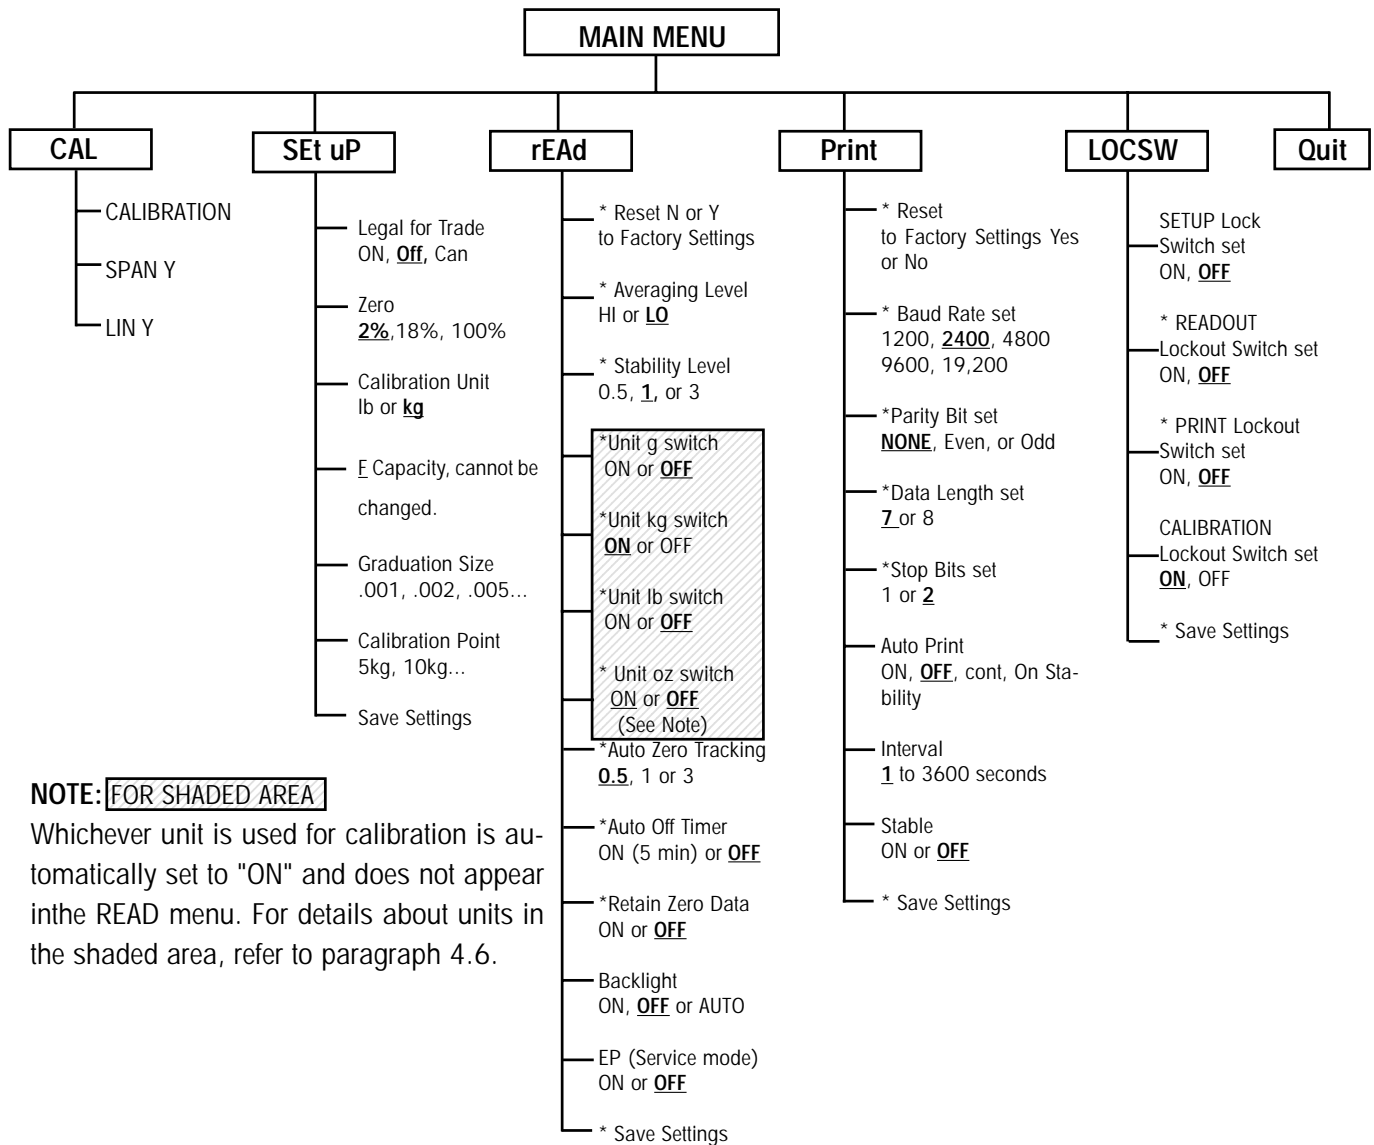 MAIN MENU
CAL
SEt uP
rEAd
Print
LOCSW
Quit
CALIBRATION
SPAN Y
LIN Y
Legal for Trade
ON, Off, Can
Zero
2%,18%, 100%
Calibration Unit
lb or kg
F Capacity, cannot be
changed.
Graduation Size
.001, .002, .005...
Calibration Point
5kg, 10kg...
Save Settings
* Reset N or Y
to Factory Settings
* Averaging Level
HI or LO
* Stability Level
0.5, 1, or 3
*Unit g switch
ON or OFF
*Unit kg switch
ON or OFF
*Unit lb switch
ON or OFF
* Unit oz switch
ON or OFF
(See Note)
*Auto Zero Tracking
0.5, 1 or 3
*Auto Off Timer
ON (5 min) or OFF
*Retain Zero Data
ON or OFF
Backlight
ON, OFF or AUTO
EP (Service mode)
ON or OFF
* Save Settings
* Reset
to Factory Settings Yes
or No
* Baud Rate set
1200, 2400, 4800
9600, 19,200
*Parity Bit set
NONE, Even, or Odd
*Data Length set
7 or 8
*Stop Bits set
1 or 2
Auto Print
ON, OFF, cont, On Sta-
bility
Interval
1 to 3600 seconds
Stable
ON or OFF
* Save Settings
SETUP Lock
Switch set
ON, OFF
* READOUT
Lockout Switch set
ON, OFF
* PRINT Lockout
Switch set
ON, OFF
CALIBRATION
Lockout Switch set
ON, OFF
* Save Settings
NOTE: FOR SHADED AREA
Whichever unit is used for calibration is au-
tomatically set to "ON" and does not appear
inthe READ menu. For details about units in
the shaded area, refer to paragraph 4.6.